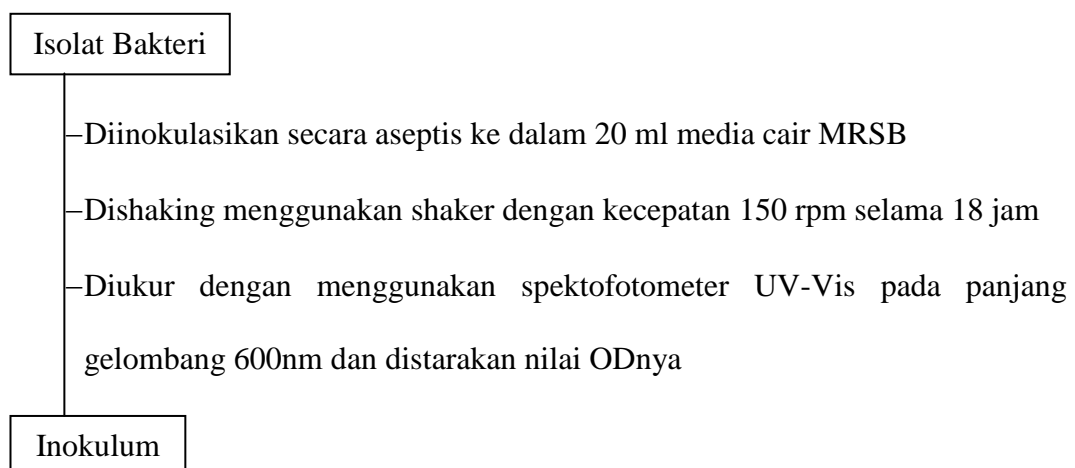 Isolat Bakteri
–Diinokulasikan secara aseptis ke dalam 20 ml media cair MRSB
–Dishaking menggunakan shaker dengan kecepatan 150 rpm selama 18 jam
–Diukur dengan menggunakan spektofotometer UV-Vis pada panjang
gelombang 600nm dan distarakan nilai ODnya
Inokulum